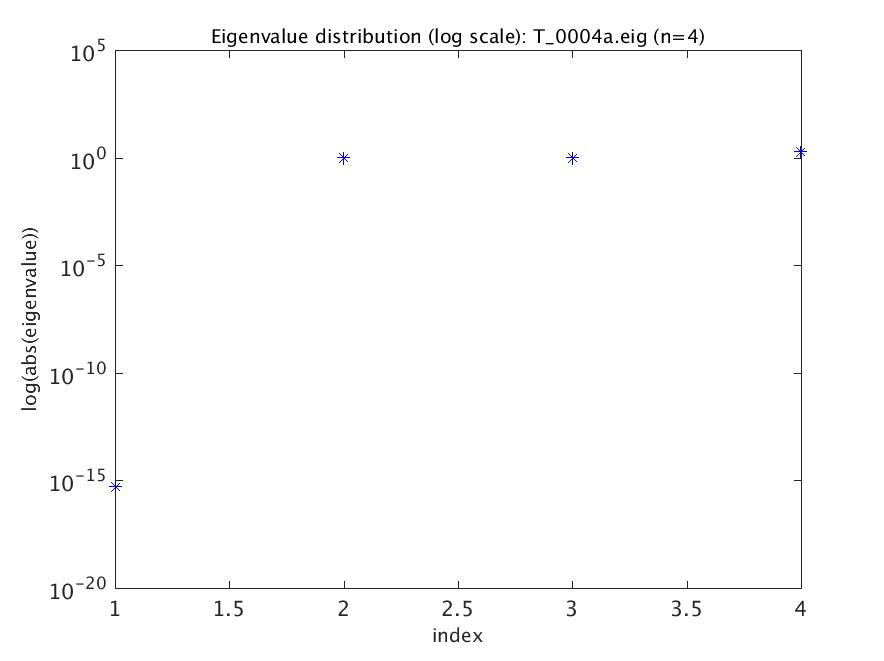 Eigenvalue distribution (log scale): T_0004a.eig (n=4)
10^5
10^0
10^-5
10^-10
10^-15
10^-20
log(abs(eigenvalue))
1 1.5 2 2.5 3 3.5 4
index